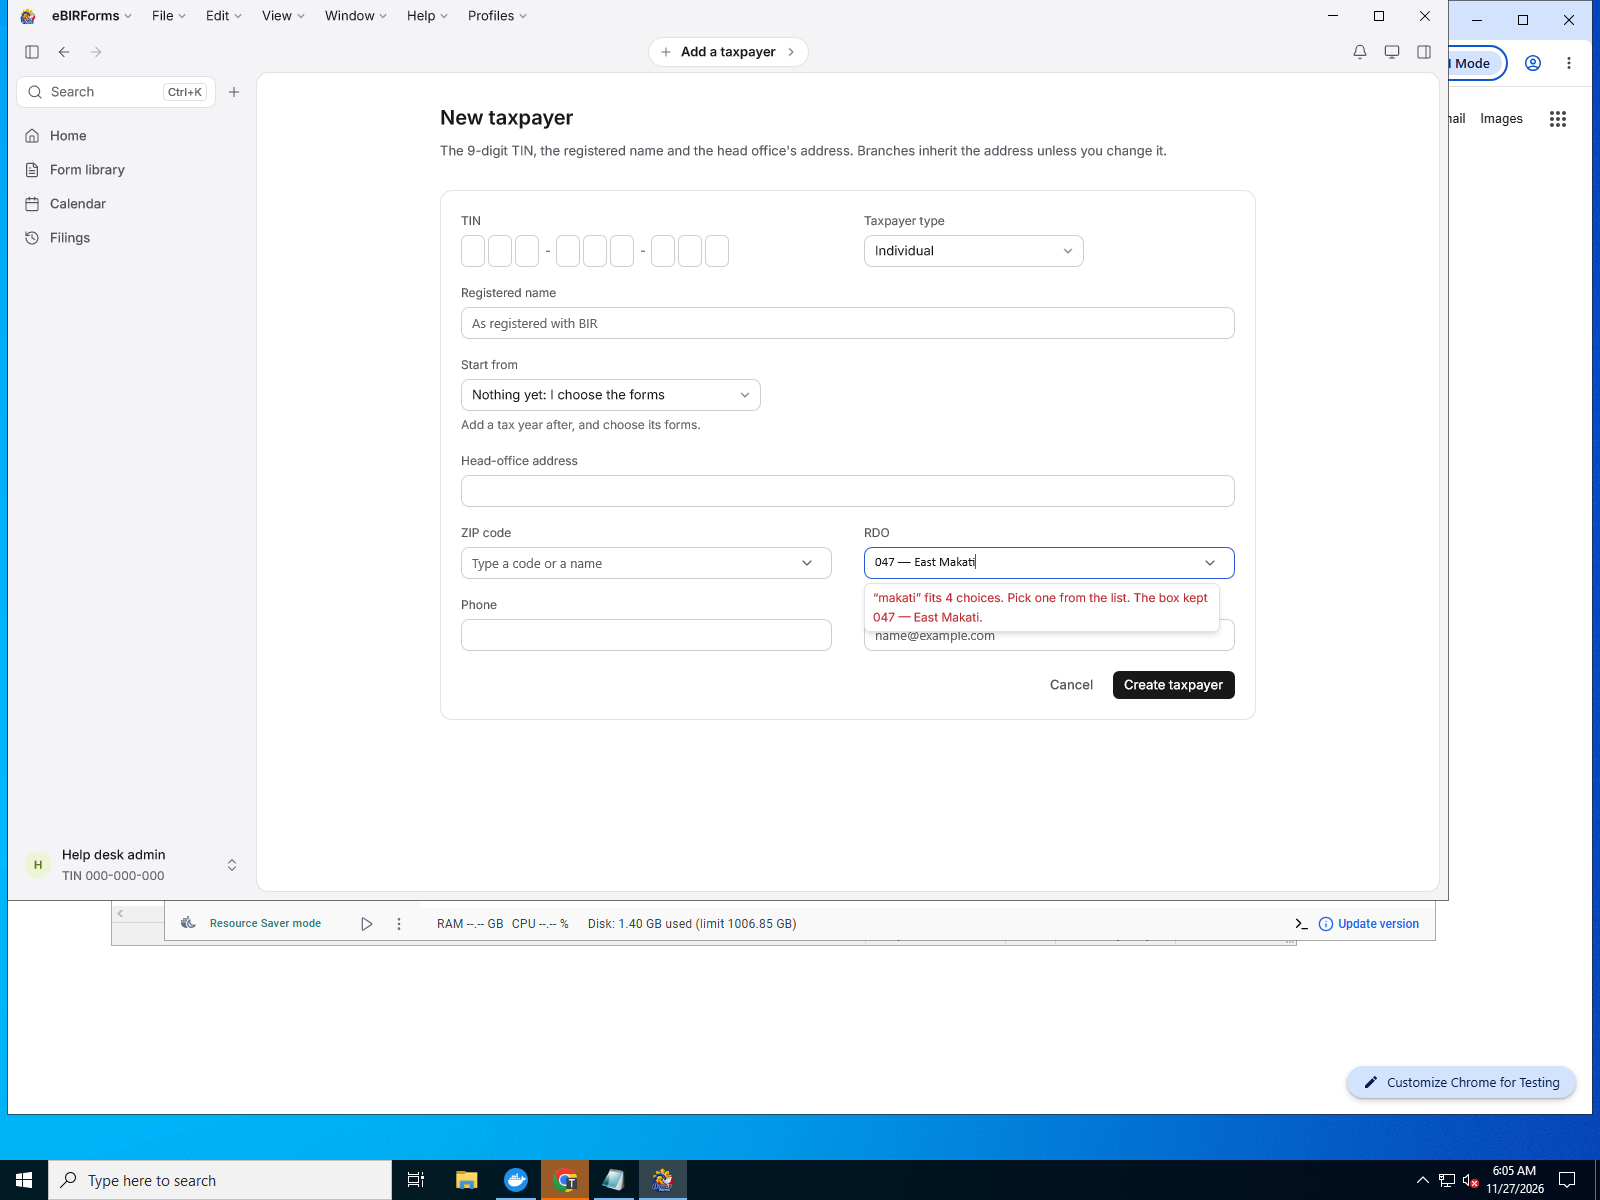 eBIRForms File Edit View Window Help Profiles
Add a taxpayer
AI Mode
Search Ctrl+K
Images
Home
Form library
Calendar
Filings
New taxpayer
The 9-digit TIN, the registered name and the head office's address. Branches inherit the address unless you change it.
TIN
Taxpayer type
- -
Individual
Registered name
As registered with BIR
Start from
Nothing yet: I choose the forms
Add a tax year after, and choose its forms.
Head-office address
ZIP code
RDO
Type a code or a name
047 — East Makati
“makati” fits 4 choices. Pick one from the list. The box kept
047 — East Makati.
Phone
name@example.com
Cancel
Create taxpayer
H
Help desk admin
TIN 000-000-000
Resource Saver mode
RAM --.-- GB CPU --.-- % Disk: 1.40 GB used (limit 1006.85 GB)
Update version
Customize Chrome for Testing
Type here to search
6:05 AM
11/27/2026